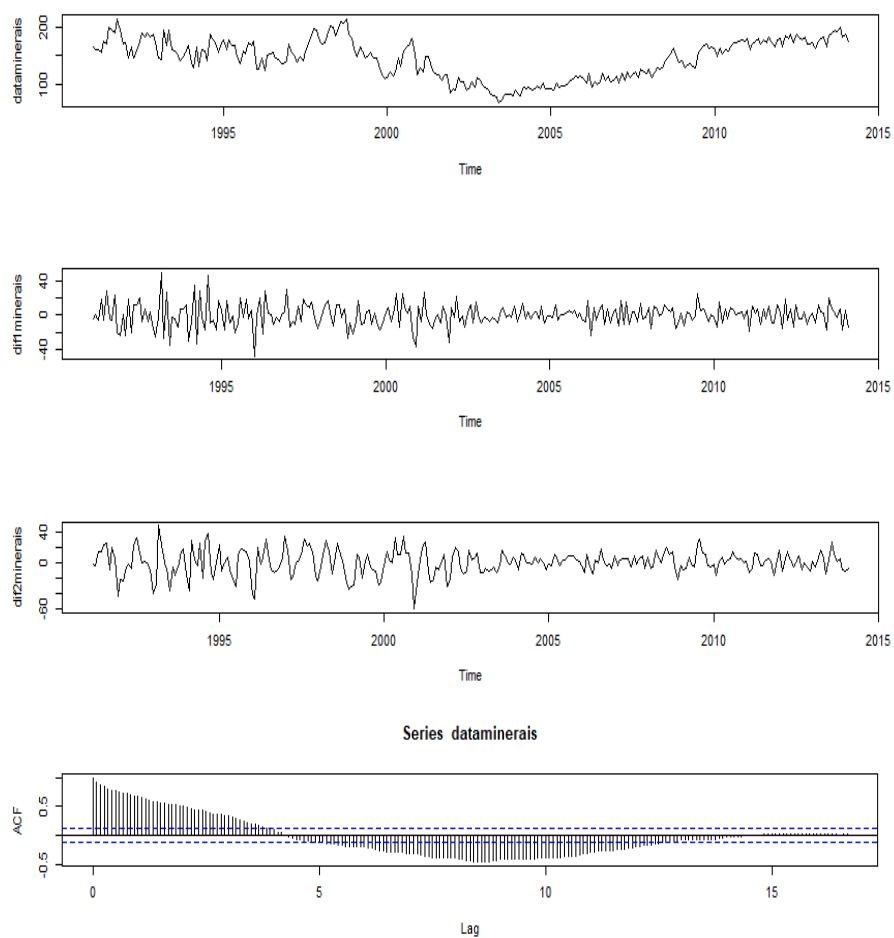 dataminerais
100 200
1995 2000 2005 2010 2015
Time
dif1minerais
-40 0 40
1995 2000 2005 2010 2015
Time
dif2minerais
-60 0 40
1995 2000 2005 2010 2015
Time
Series dataminerais
ACF
-0.5 0.5
0 5 10 15
Lag